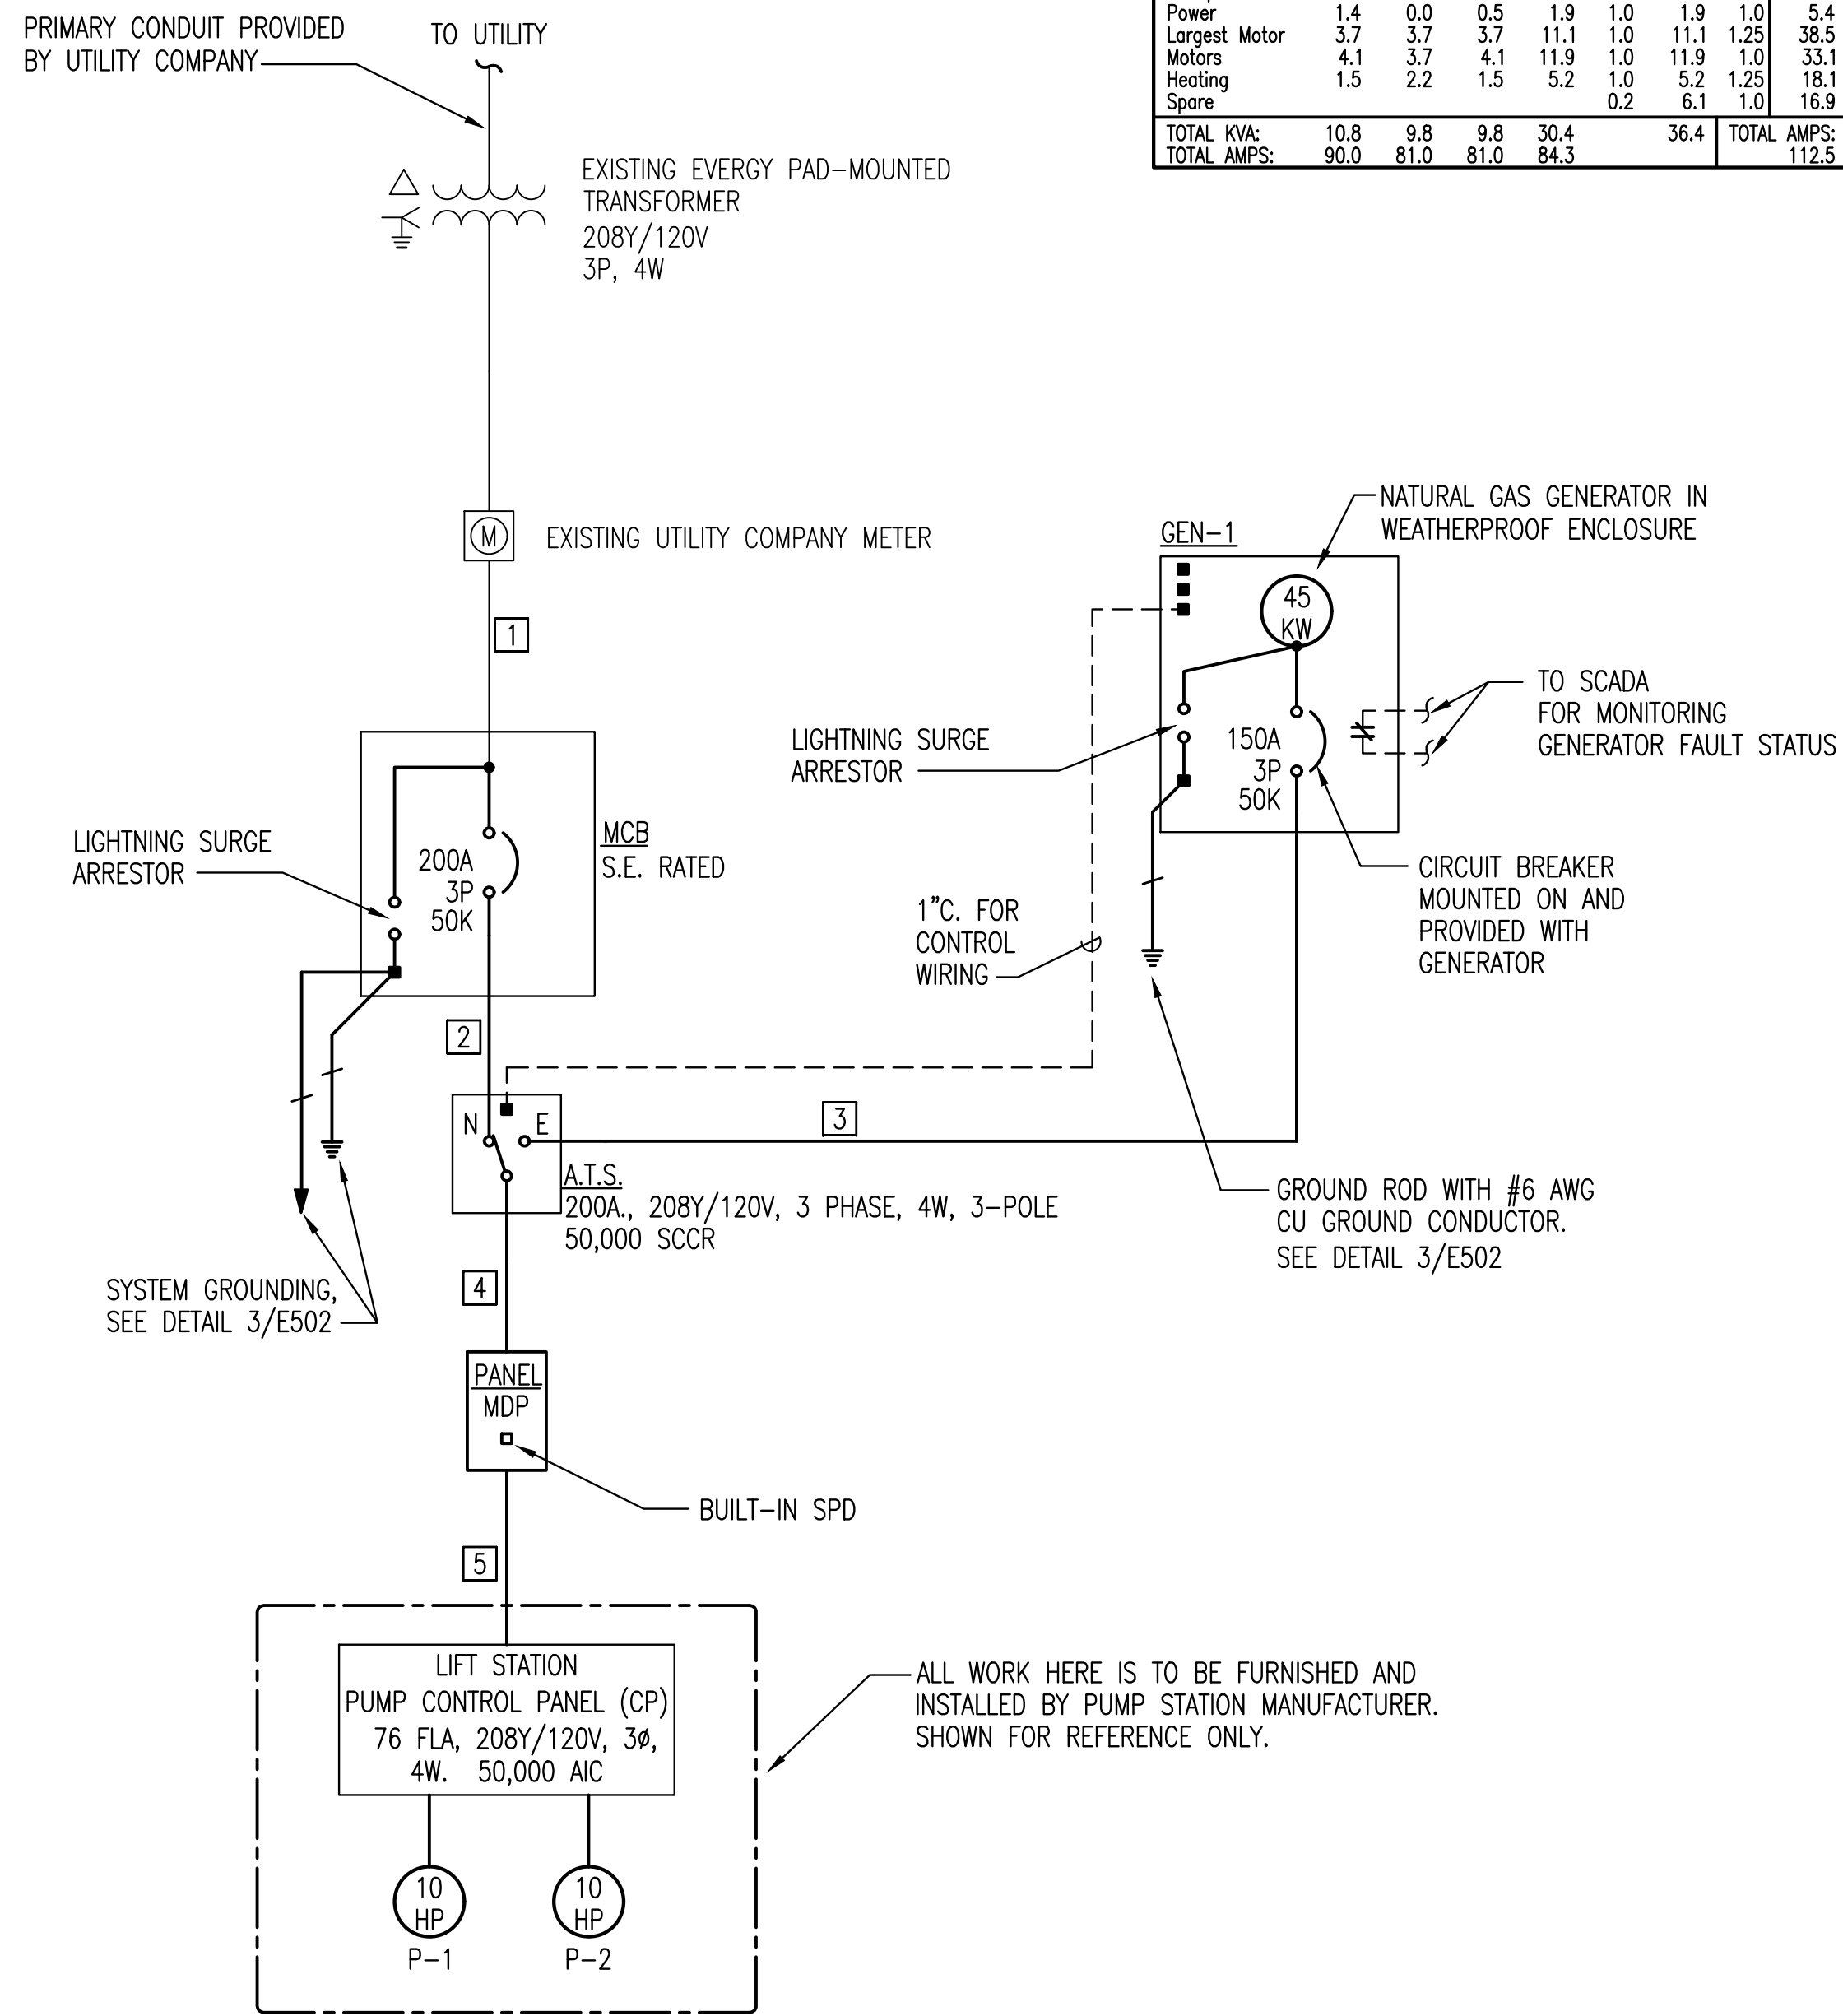 PRIMARY CONDUIT PROVIDED
BY UTILITY COMPANY
TO UTILITY
Power 1.4 0.0 0.5 1.9 1.0 1.9 1.0 5.4
Largest Motor 3.7 3.7 3.7 11.1 1.0 11.1 1.25 38.5
Motors 4.1 3.7 4.1 11.9 1.0 11.9 1.0 33.1
Heating 1.5 2.2 1.5 5.2 1.0 5.2 1.25 18.1
Spare 0.2 6.1 1.0 16.9
TOTAL KVA: 10.8 9.8 9.8 30.4 36.4 TOTAL AMPS:
TOTAL AMPS: 90.0 81.0 81.0 84.3 112.5
EXISTING EVERGY PAD-MOUNTED
TRANSFORMER
208Y/120V
3P, 4W
M
EXISTING UTILITY COMPANY METER
1
GEN-1
NATURAL GAS GENERATOR IN
WEATHERPROOF ENCLOSURE
45
KW
TO SCADA
FOR MONITORING
GENERATOR FAULT STATUS
LIGHTNING SURGE
ARRESTOR
150A
3P
50K
CIRCUIT BREAKER
MOUNTED ON AND
PROVIDED WITH
GENERATOR
LIGHTNING SURGE
ARRESTOR
200A
3P
50K
MCB
S.E. RATED
1"C. FOR
CONTROL
WIRING
2
N
E
3
A.T.S.
200A., 208Y/120V, 3 PHASE, 4W, 3-POLE
50,000 SCCR
GROUND ROD WITH #6 AWG
CU GROUND CONDUCTOR.
SEE DETAIL 3/E502
SYSTEM GROUNDING,
SEE DETAIL 3/E502
4
PANEL
MDP
BUILT-IN SPD
5
LIFT STATION
PUMP CONTROL PANEL (CP)
76 FLA, 208Y/120V, 3ø,
4W. 50,000 AIC
ALL WORK HERE IS TO BE FURNISHED AND
INSTALLED BY PUMP STATION MANUFACTURER.
SHOWN FOR REFERENCE ONLY.
10
HP
P-1
10
HP
P-2